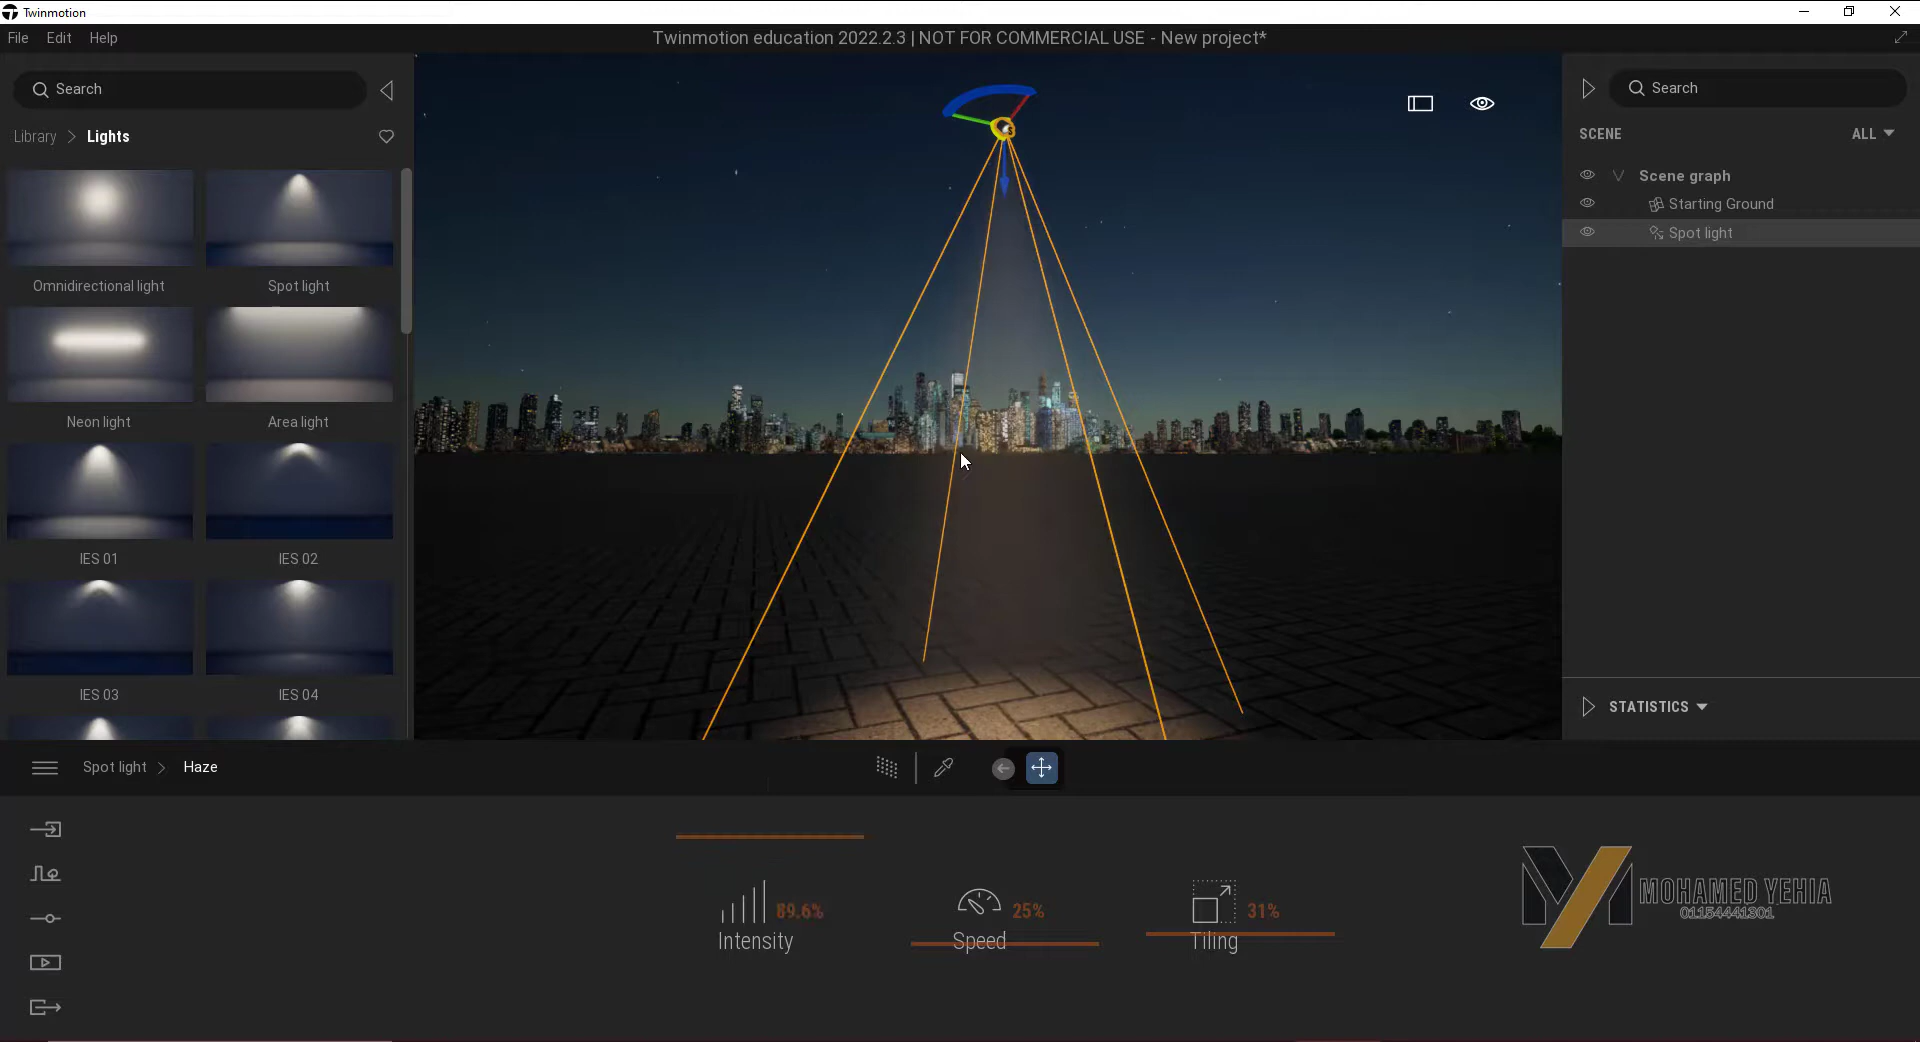 Twinmotion
File Edit Help
Twinmotion education 2022.2.3 | NOT FOR COMMERCIAL USE - New project*
Search
Library > Lights
Omnidirectional light
Spot light
Neon light
Area light
IES 01
IES 02
IES 03
IES 04
Search
SCENE
ALL
Scene graph
Starting Ground
Spot light
STATISTICS
Spot light > Haze
89.6%
Intensity
25%
Speed
31%
Tiling
MOHAMED YEHIA
01154441301